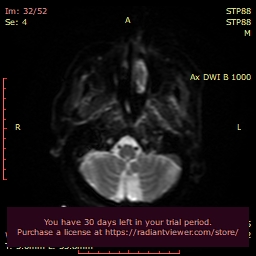 Im: 32/52
Se: 4
A
STP88
STP88
M
Ax DWI B 1000
R
L
You have 30 days left in your trial period.
Purchase a license at https://radiantviewer.com/store/